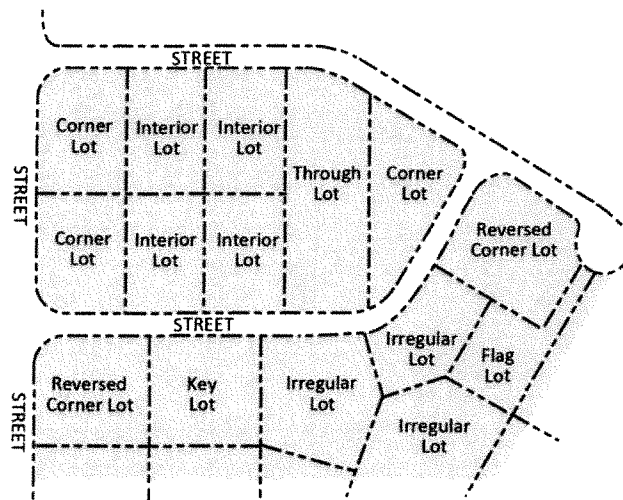 STREET
Corner
Lot
Interior
Lot
Interior
Lot
Through
Lot
Corner
Lot
STREET
Corner
Lot
Interior
Lot
Interior
Lot
Reversed
Corner Lot
STREET
Irregular
Lot
Flag
Lot
Reversed
Corner Lot
Key
Lot
Irregular
Lot
Irregular
Lot
STREET